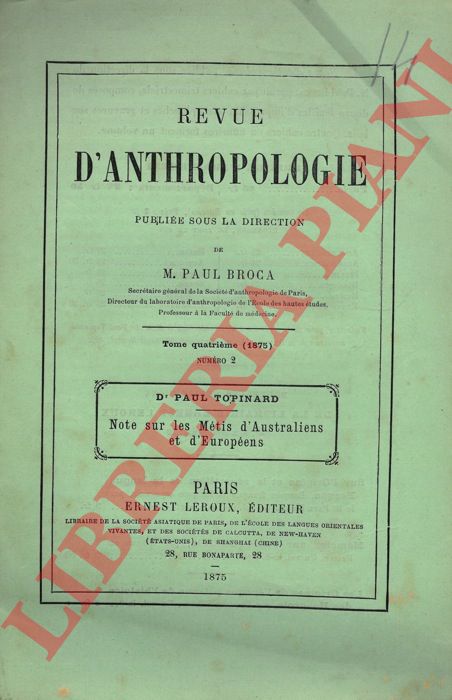 REVUE
D'ANTHROPOLOGIE
PUBLIÉE SOUS LA DIRECTION
DE
M. PAUL BROCA
Secrétaire général de la Société d'anthropologie de Paris,
Directeur du laboratoire d'anthropologie de l'École des hautes études,
Professeur à la Faculté de médecine.
Tome quatrième (1875)
NUMÉRO 2
Dr PAUL TOPINARD
Note sur les Métis d'Australiens
et d'Européens
PARIS
ERNEST LEROUX, ÉDITEUR
LIBRAIRE DE LA SOCIÉTÉ ASIATIQUE DE PARIS, DE L'ÉCOLE DES LANGUES ORIENTALES
VIVANTES, ET DES SOCIÉTÉS DE CALCUTTA, DE NEW-HAVEN
(ÉTATS-UNIS), DE SHANGHAI (CHINE)
28, RUE BONAPARTE, 28
1875
LIBRERIA PIANI